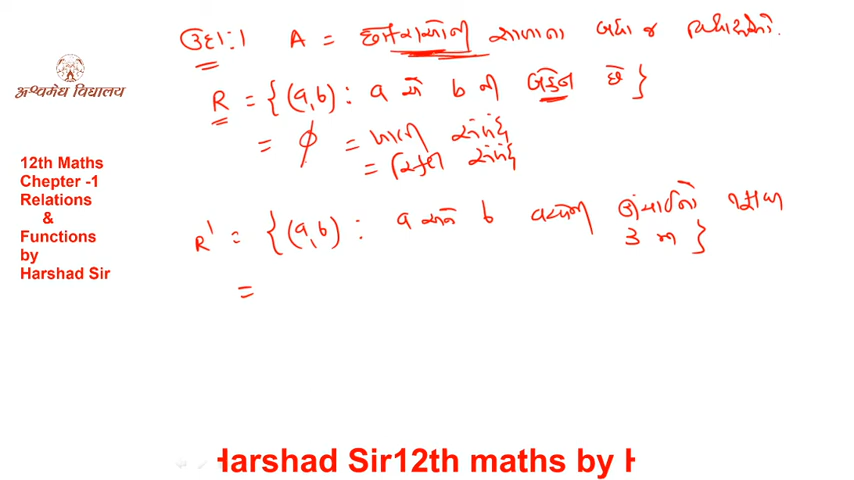 ઉદા: 1 A = છાત્રાઓની શાળાના બધા જ વિદ્યાર્થીઓ.
R = { (a, b) : a એ b ની બહેન છે }
= ϕ = ખાલી સંબંધ
= રિક્ત સંબંધ
R' = { (a, b) : a અને b વચ્ચેની ઊંચાઈનો તફાવત
3 મી }
=
अश्वमेध विद्यालय
12th Maths
Chepter -1
Relations
&
Functions
by
Harshad Sir
Harshad Sir12th maths by H